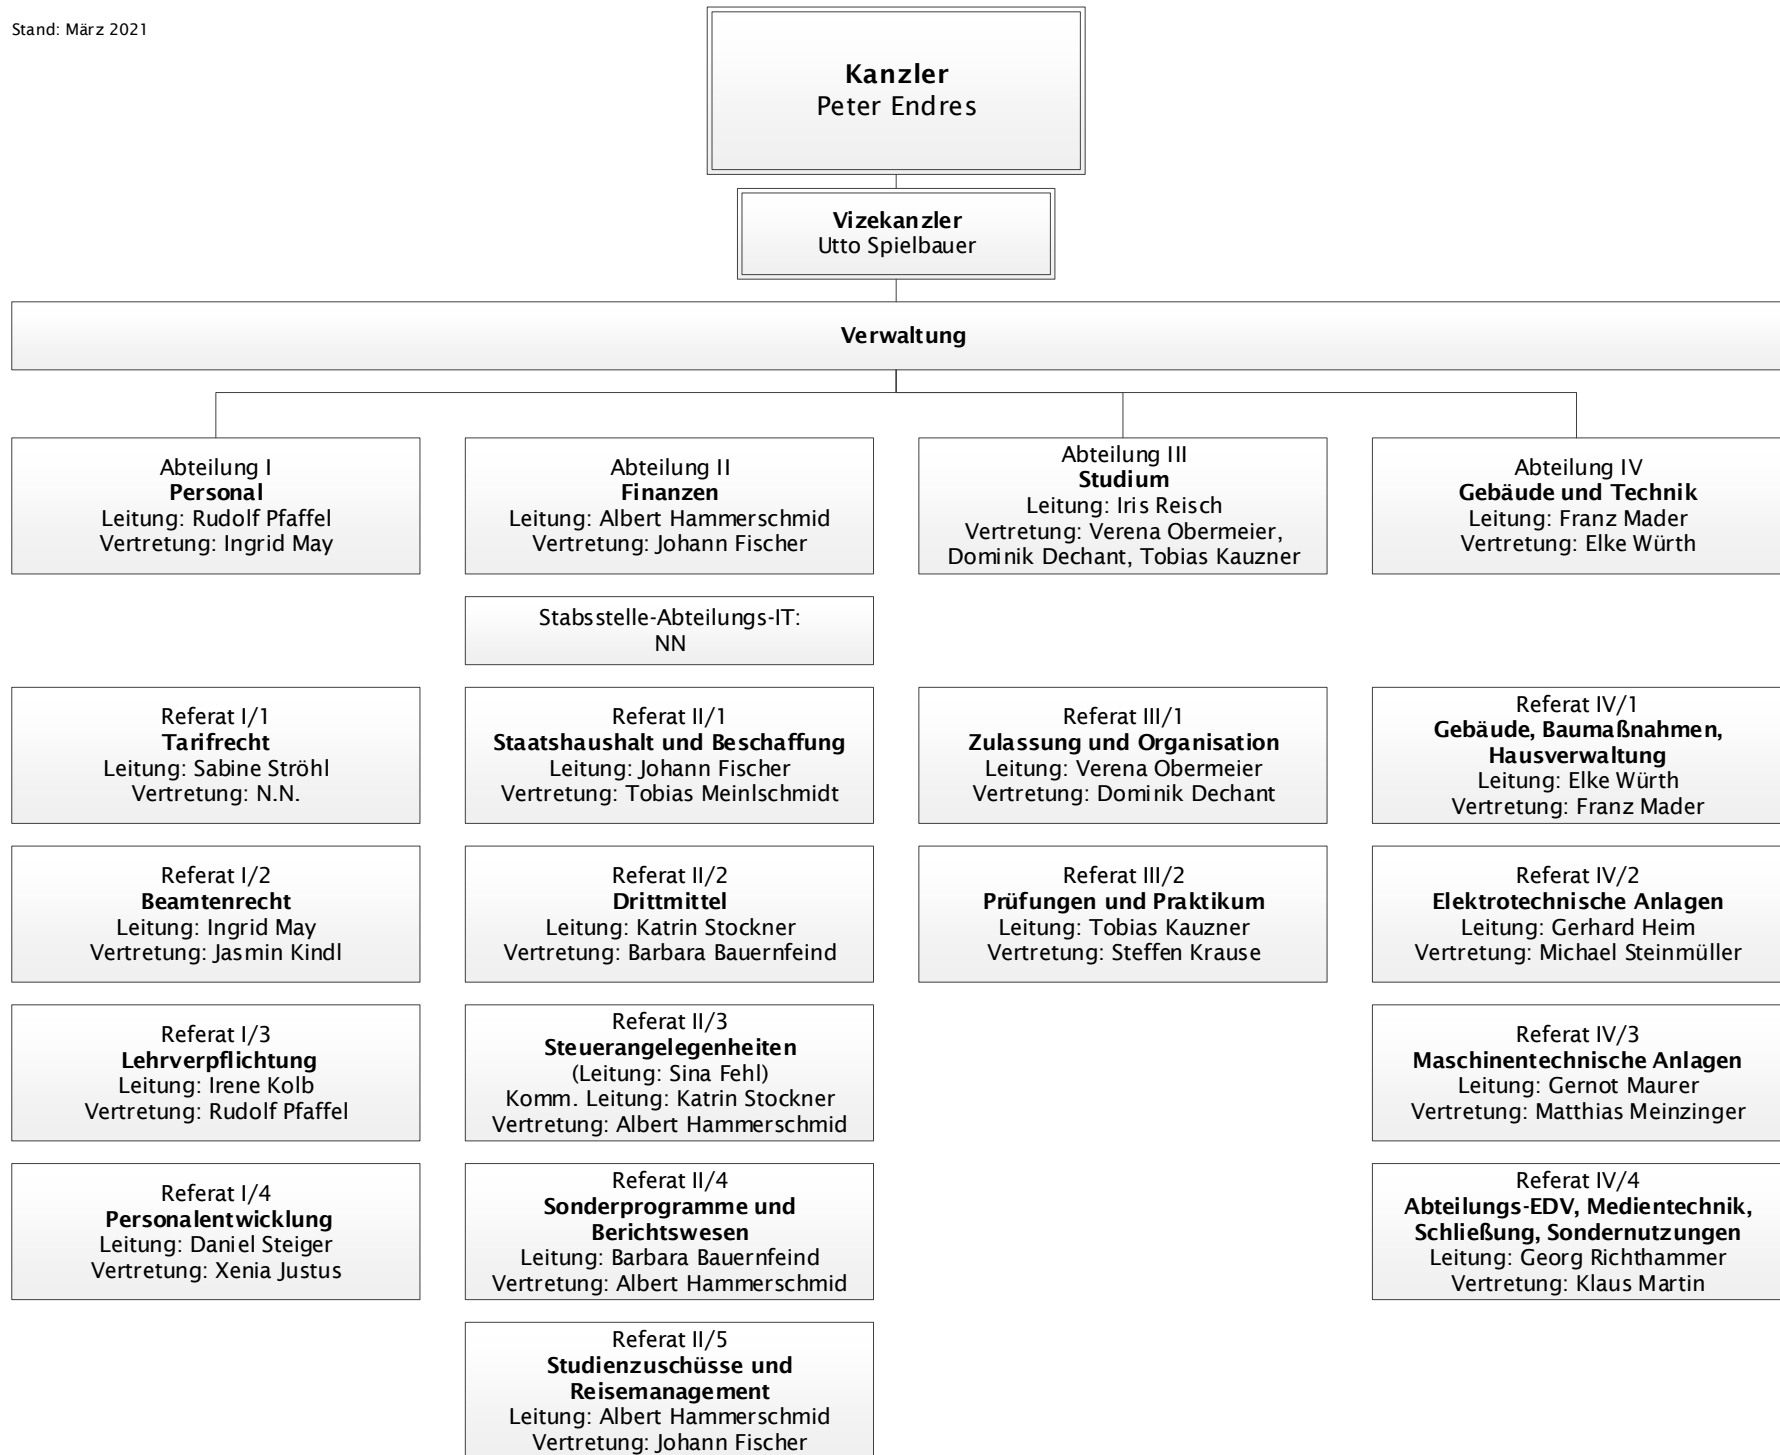 Stand: März 2021
Kanzler
Peter Endres
Vizekanzler
Utto Spielbauer
Verwaltung
Abteilung I
Personal
Leitung: Rudolf Pfaffel
Vertretung: Ingrid May
Abteilung II
Finanzen
Leitung: Albert Hammerschmid
Vertretung: Johann Fischer
Abteilung III
Studium
Leitung: Iris Reisch
Vertretung: Verena Obermeier,
Dominik Dechant, Tobias Kauzner
Abteilung IV
Gebäude und Technik
Leitung: Franz Mader
Vertretung: Elke Würth
Stabsstelle-Abteilungs-IT:
NN
Referat I/1
Tarifrecht
Leitung: Sabine Ströhl
Vertretung: N.N.
Referat II/1
Staatshaushalt und Beschaffung
Leitung: Johann Fischer
Vertretung: Tobias Meinlschmidt
Referat III/1
Zulassung und Organisation
Leitung: Verena Obermeier
Vertretung: Dominik Dechant
Referat IV/1
Gebäude, Baumaßnahmen,
Hausverwaltung
Leitung: Elke Würth
Vertretung: Franz Mader
Referat I/2
Beamtenrecht
Leitung: Ingrid May
Vertretung: Jasmin Kindl
Referat II/2
Drittmittel
Leitung: Katrin Stockner
Vertretung: Barbara Bauernfeind
Referat III/2
Prüfungen und Praktikum
Leitung: Tobias Kauzner
Vertretung: Steffen Krause
Referat IV/2
Elektrotechnische Anlagen
Leitung: Gerhard Heim
Vertretung: Michael Steinmüller
Referat I/3
Lehrverpflichtung
Leitung: Irene Kolb
Vertretung: Rudolf Pfaffel
Referat II/3
Steuerangelegenheiten
(Leitung: Sina Fehl)
Komm. Leitung: Katrin Stockner
Vertretung: Albert Hammerschmid
Referat IV/3
Maschinentechnische Anlagen
Leitung: Gernot Maurer
Vertretung: Matthias Meinzinger
Referat I/4
Personalentwicklung
Leitung: Daniel Steiger
Vertretung: Xenia Justus
Referat II/4
Sonderprogramme und
Berichtswesen
Leitung: Barbara Bauernfeind
Vertretung: Albert Hammerschmid
Referat IV/4
Abteilungs-EDV, Medientechnik,
Schließung, Sondernutzungen
Leitung: Georg Richthammer
Vertretung: Klaus Martin
Referat II/5
Studienzuschüsse und
Reisemanagement
Leitung: Albert Hammerschmid
Vertretung: Johann Fischer